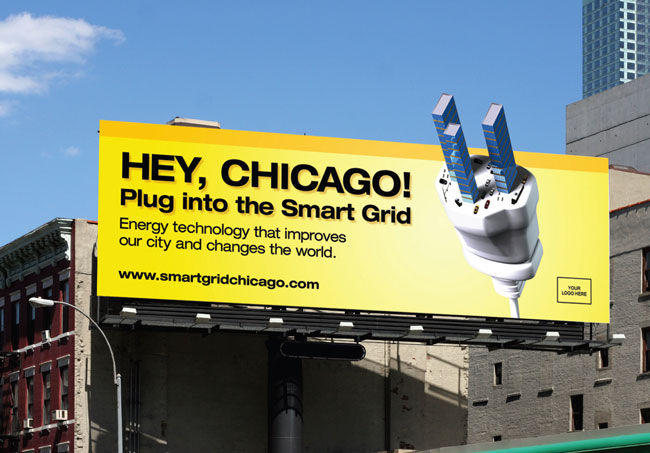 HEY, CHICAGO!
Plug into the Smart Grid
Energy technology that improves
our city and changes the world.
www.smartgridchicago.com
YOUR
LOGO HERE